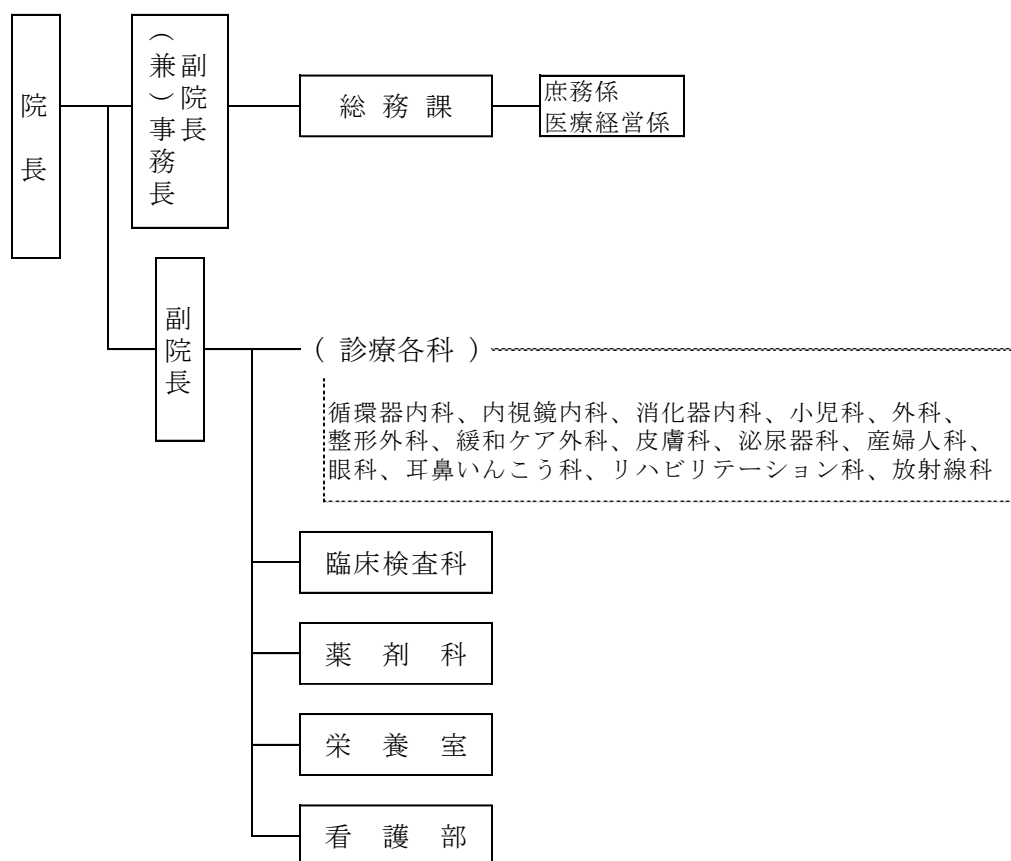 院長
副院長
(兼)事務長
総務課
庶務係
医療経営係
副院長
(診療各科)
循環器内科、内視鏡内科、消化器内科、小児科、外科、
整形外科、緩和ケア外科、皮膚科、泌尿器科、産婦人科、
眼科、耳鼻いんこう科、リハビリテーション科、放射線科
臨床検査科
薬剤科
栄養室
看護部